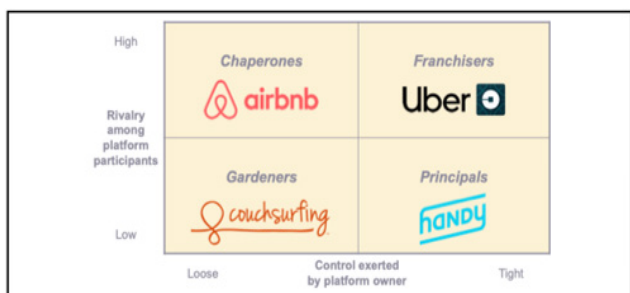 High
Chaperones
Franchisers
airbnb
Uber
Rivalry
among
platform
participants
Gardeners
Principals
couchsurfing
HANDY
Low
Loose
Control exerted
by platform owner
Tight